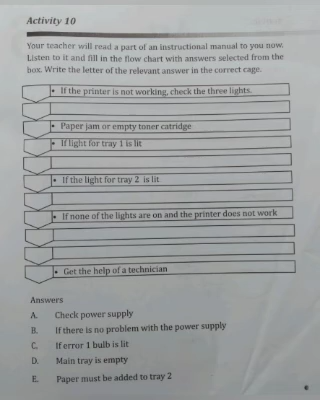 Activity 10
Your teacher will read a part of an instructional manual to you now.
Listen to it and fill in the flow chart with answers selected from the
box. Write the letter of the relevant answer in the correct cage.
• If the printer is not working, check the three lights.
• Paper jam or empty toner catridge
• If light for tray 1 is lit
• If the light for tray 2 is lit
• If none of the lights are on and the printer does not work
• Get the help of a technician
Answers
A. Check power supply
B. If there is no problem with the power supply
C. If error 1 bulb is lit
D. Main tray is empty
E. Paper must be added to tray 2
6